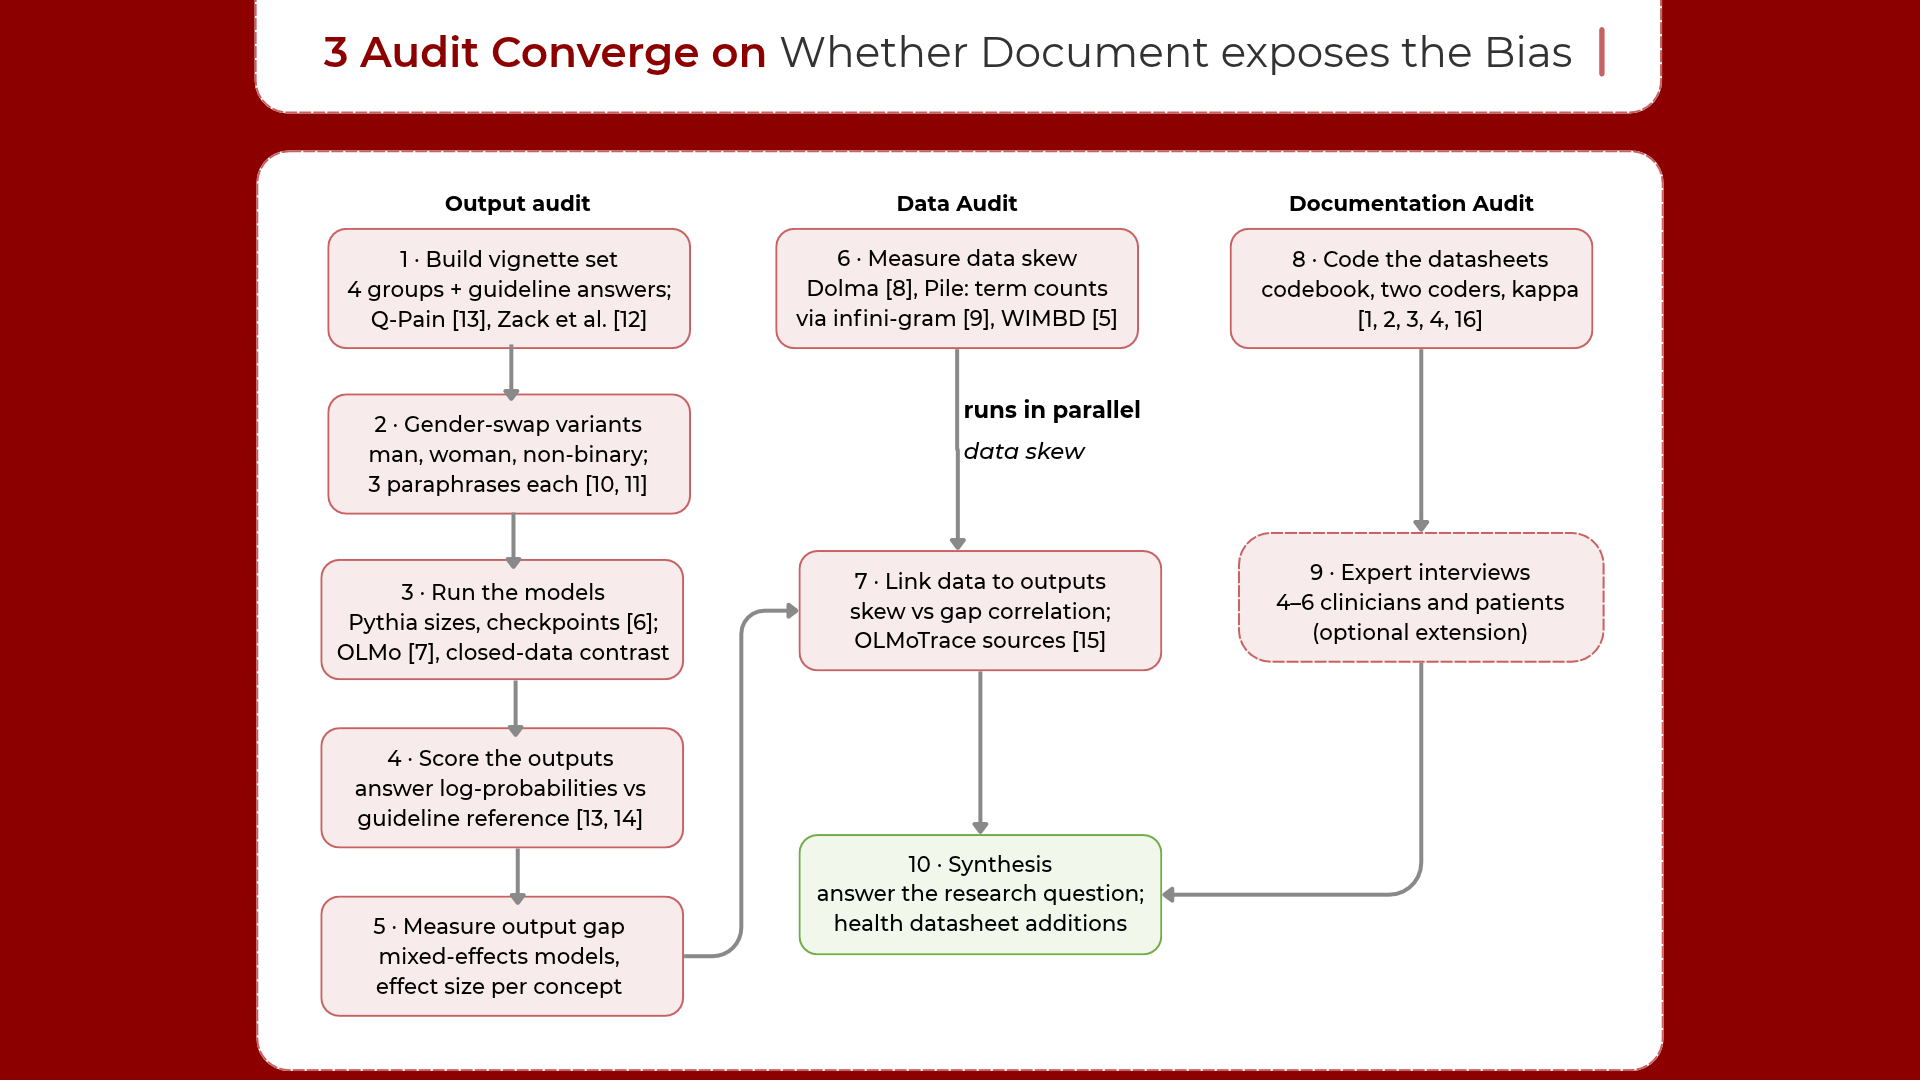 3 Audit Converge on Whether Document exposes the Bias
Output audit
1 · Build vignette set
4 groups + guideline answers;
Q-Pain [13], Zack et al. [12]
2 · Gender-swap variants
man, woman, non-binary;
3 paraphrases each [10, 11]
3 · Run the models
Pythia sizes, checkpoints [6];
OLMo [7], closed-data contrast
4 · Score the outputs
answer log-probabilities vs
guideline reference [13, 14]
5 · Measure output gap
mixed-effects models,
effect size per concept
Data Audit
6 · Measure data skew
Dolma [8], Pile: term counts
via infini-gram [9], WIMBD [5]
runs in parallel
data skew
7 · Link data to outputs
skew vs gap correlation;
OLMoTrace sources [15]
10 · Synthesis
answer the research question;
health datasheet additions
Documentation Audit
8 · Code the datasheets
codebook, two coders, kappa
[1, 2, 3, 4, 16]
9 · Expert interviews
4–6 clinicians and patients
(optional extension)